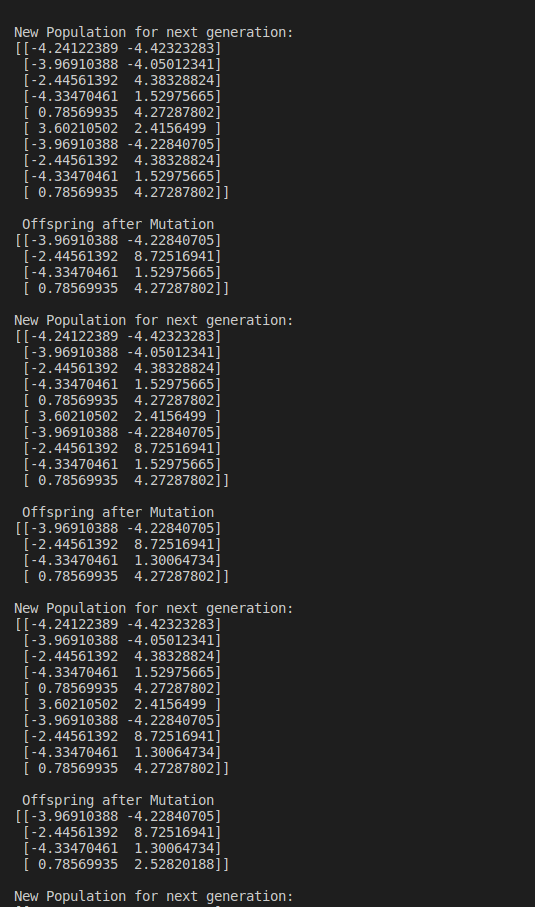 New Population for next generation:
[[-4.24122389 -4.42323283]
[-3.96910388 -4.05012341]
[-2.44561392  4.38328824]
[-4.33470461  1.52975665]
[ 0.78569935  4.27287802]
[ 3.60210502  2.4156499 ]
[-3.96910388 -4.22840705]
[-2.44561392  4.38328824]
[-4.33470461  1.52975665]
[ 0.78569935  4.27287802]]
Offspring after Mutation
[[-3.96910388 -4.22840705]
[-2.44561392  8.72516941]
[-4.33470461  1.52975665]
[ 0.78569935  4.27287802]]
New Population for next generation:
[[-4.24122389 -4.42323283]
[-3.96910388 -4.05012341]
[-2.44561392  4.38328824]
[-4.33470461  1.52975665]
[ 0.78569935  4.27287802]
[ 3.60210502  2.4156499 ]
[-3.96910388 -4.22840705]
[-2.44561392  8.72516941]
[-4.33470461  1.52975665]
[ 0.78569935  4.27287802]]
Offspring after Mutation
[[-3.96910388 -4.22840705]
[-2.44561392  8.72516941]
[-4.33470461  1.30064734]
[ 0.78569935  4.27287802]]
New Population for next generation:
[[-4.24122389 -4.42323283]
[-3.96910388 -4.05012341]
[-2.44561392  4.38328824]
[-4.33470461  1.52975665]
[ 0.78569935  4.27287802]
[ 3.60210502  2.4156499 ]
[-3.96910388 -4.22840705]
[-2.44561392  8.72516941]
[-4.33470461  1.30064734]
[ 0.78569935  4.27287802]]
Offspring after Mutation
[[-3.96910388 -4.22840705]
[-2.44561392  8.72516941]
[-4.33470461  1.30064734]
[ 0.78569935  2.52820188]]
New Population for next generation: